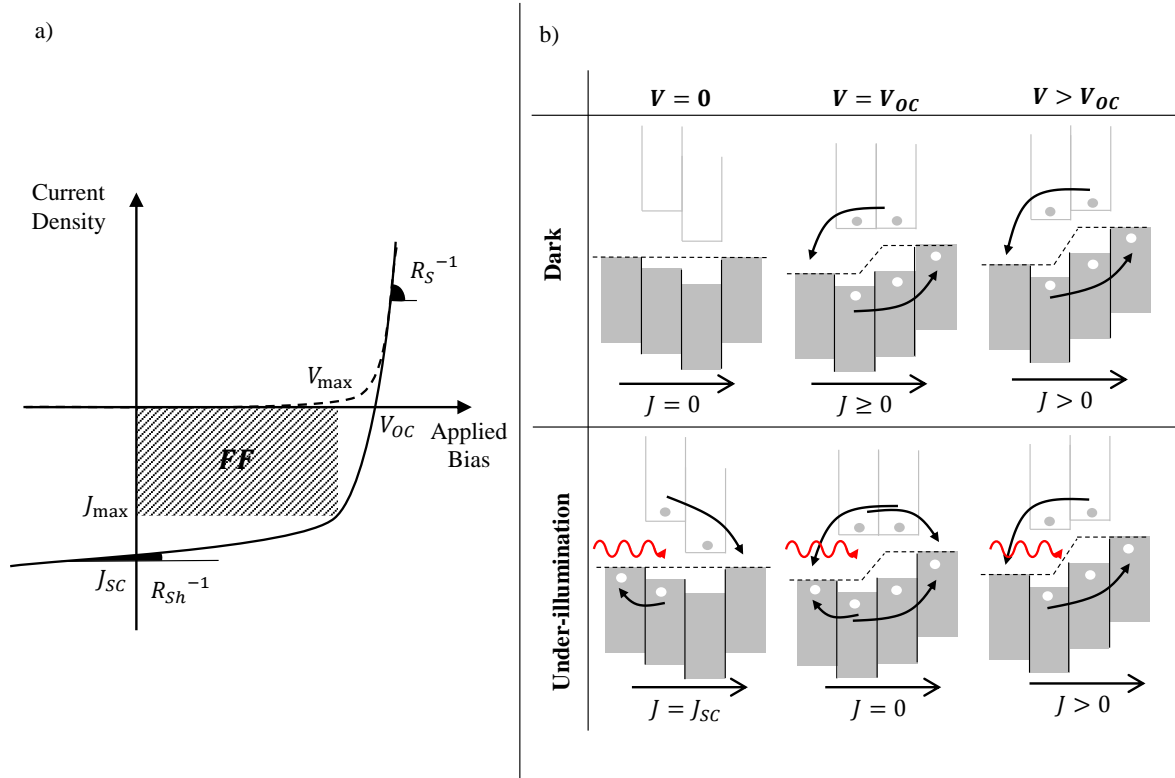 a)
Current
Density
R_S⁻¹
V_max
V_OC
Applied
Bias
FF
J_max
J_SC
R_Sh⁻¹
b)
V = 0
V = V_OC
V > V_OC
Dark
J = 0
J ≥ 0
J > 0
Under-illumination
J = J_SC
J = 0
J > 0